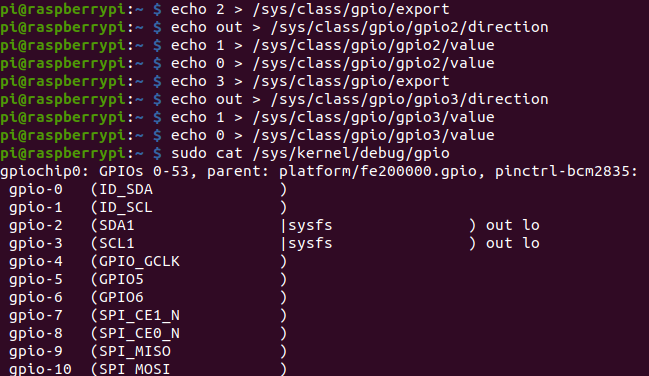 pi@raspberrypi:~ $ echo 2 > /sys/class/gpio/export
pi@raspberrypi:~ $ echo out > /sys/class/gpio/gpio2/direction
pi@raspberrypi:~ $ echo 1 > /sys/class/gpio/gpio2/value
pi@raspberrypi:~ $ echo 0 > /sys/class/gpio/gpio2/value
pi@raspberrypi:~ $ echo 3 > /sys/class/gpio/export
pi@raspberrypi:~ $ echo out > /sys/class/gpio/gpio3/direction
pi@raspberrypi:~ $ echo 1 > /sys/class/gpio/gpio3/value
pi@raspberrypi:~ $ echo 0 > /sys/class/gpio/gpio3/value
pi@raspberrypi:~ $ sudo cat /sys/kernel/debug/gpio
gpiochip0: GPIOs 0-53, parent: platform/fe200000.gpio, pinctrl-bcm2835:
 gpio-0   (ID_SDA              )
 gpio-1   (ID_SCL              )
 gpio-2   (SDA1                |sysfs               ) out lo
 gpio-3   (SCL1                |sysfs               ) out lo
 gpio-4   (GPIO_GCLK           )
 gpio-5   (GPIO5               )
 gpio-6   (GPIO6               )
 gpio-7   (SPI_CE1_N           )
 gpio-8   (SPI_CE0_N           )
 gpio-9   (SPI_MISO            )
 gpio-10  (SPI_MOSI            )